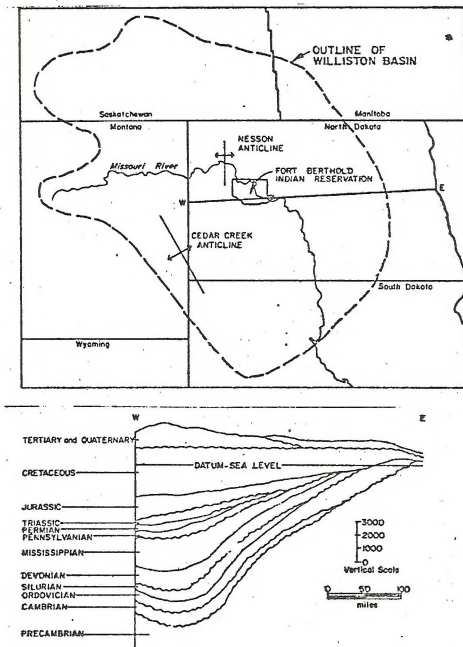 OUTLINE OF
WILLISTON BASIN
Saskatchewan
Manitoba
Montana
North Dakota
NESSON
ANTICLINE
Missouri River
FORT BERTHOLD
INDIAN RESERVATION
W
E
CEDAR CREEK
ANTICLINE
South Dakota
Wyoming
W
E
TERTIARY and QUATERNARY
DATUM-SEA LEVEL
CRETACEOUS
JURASSIC
TRIASSIC
PERMIAN
PENNSYLVANIAN
MISSISSIPPIAN
DEVONIAN
SILURIAN
ORDOVICIAN
CAMBRIAN
PRECAMBRIAN
3000
2000
1000
0
Vertical Scale
0 50 100
miles